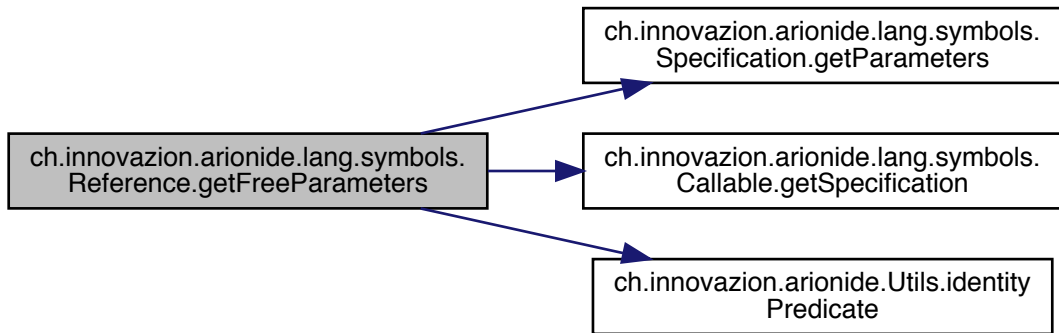 ch.innovazion.arionide.lang.symbols.
Reference.getFreeParameters
ch.innovazion.arionide.lang.symbols.
Specification.getParameters
ch.innovazion.arionide.lang.symbols.
Callable.getSpecification
ch.innovazion.arionide.Utils.identity
Predicate